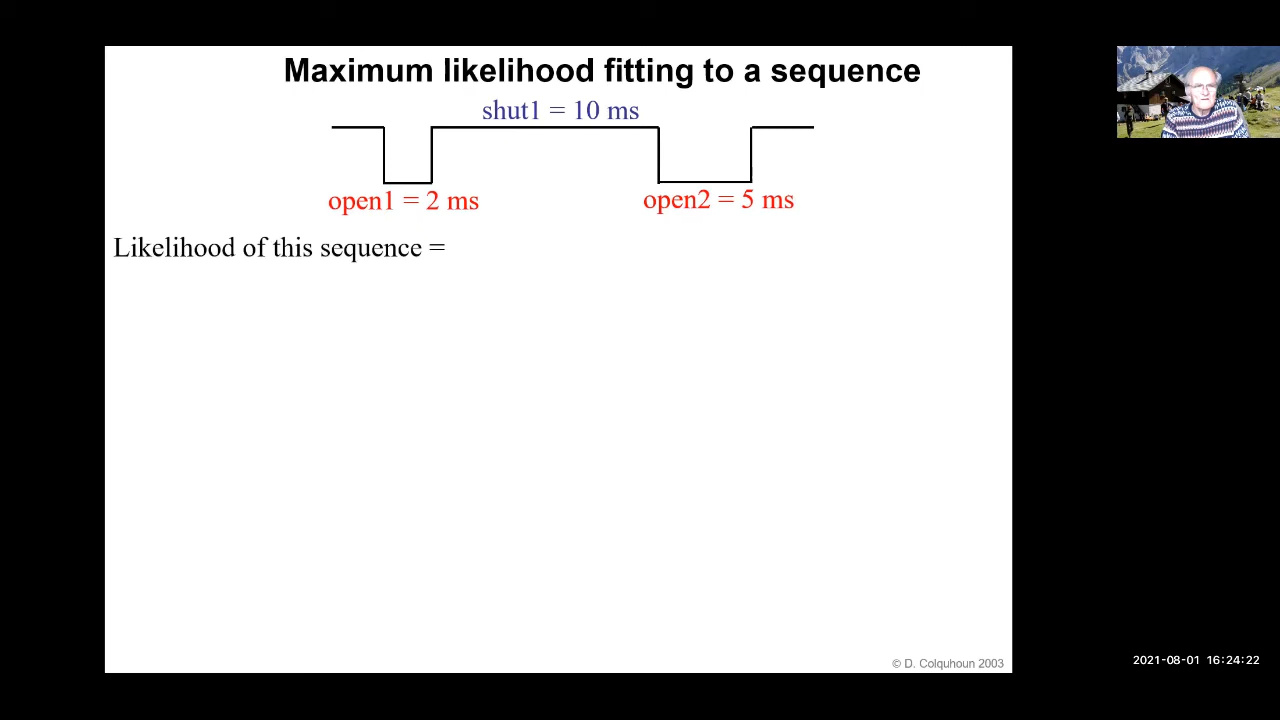 Maximum likelihood fitting to a sequence
shut1 = 10 ms
open1 = 2 ms
open2 = 5 ms
Likelihood of this sequence =
© D. Colquhoun 2003
2021-08-01 16:24:22